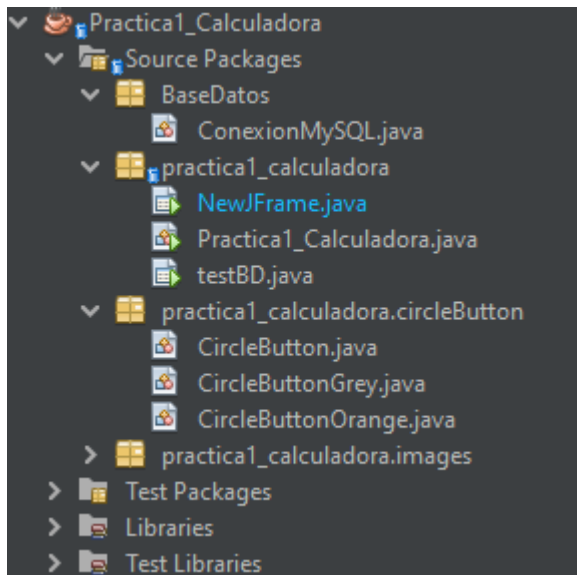 Practica1_Calculadora
Source Packages
BaseDatos
ConexionMySQL.java
practica1_calculadora
NewJFrame.java
Practica1_Calculadora.java
testBD.java
practica1_calculadora.circleButton
CircleButton.java
CircleButtonGrey.java
CircleButtonOrange.java
practica1_calculadora.images
Test Packages
Libraries
Test Libraries